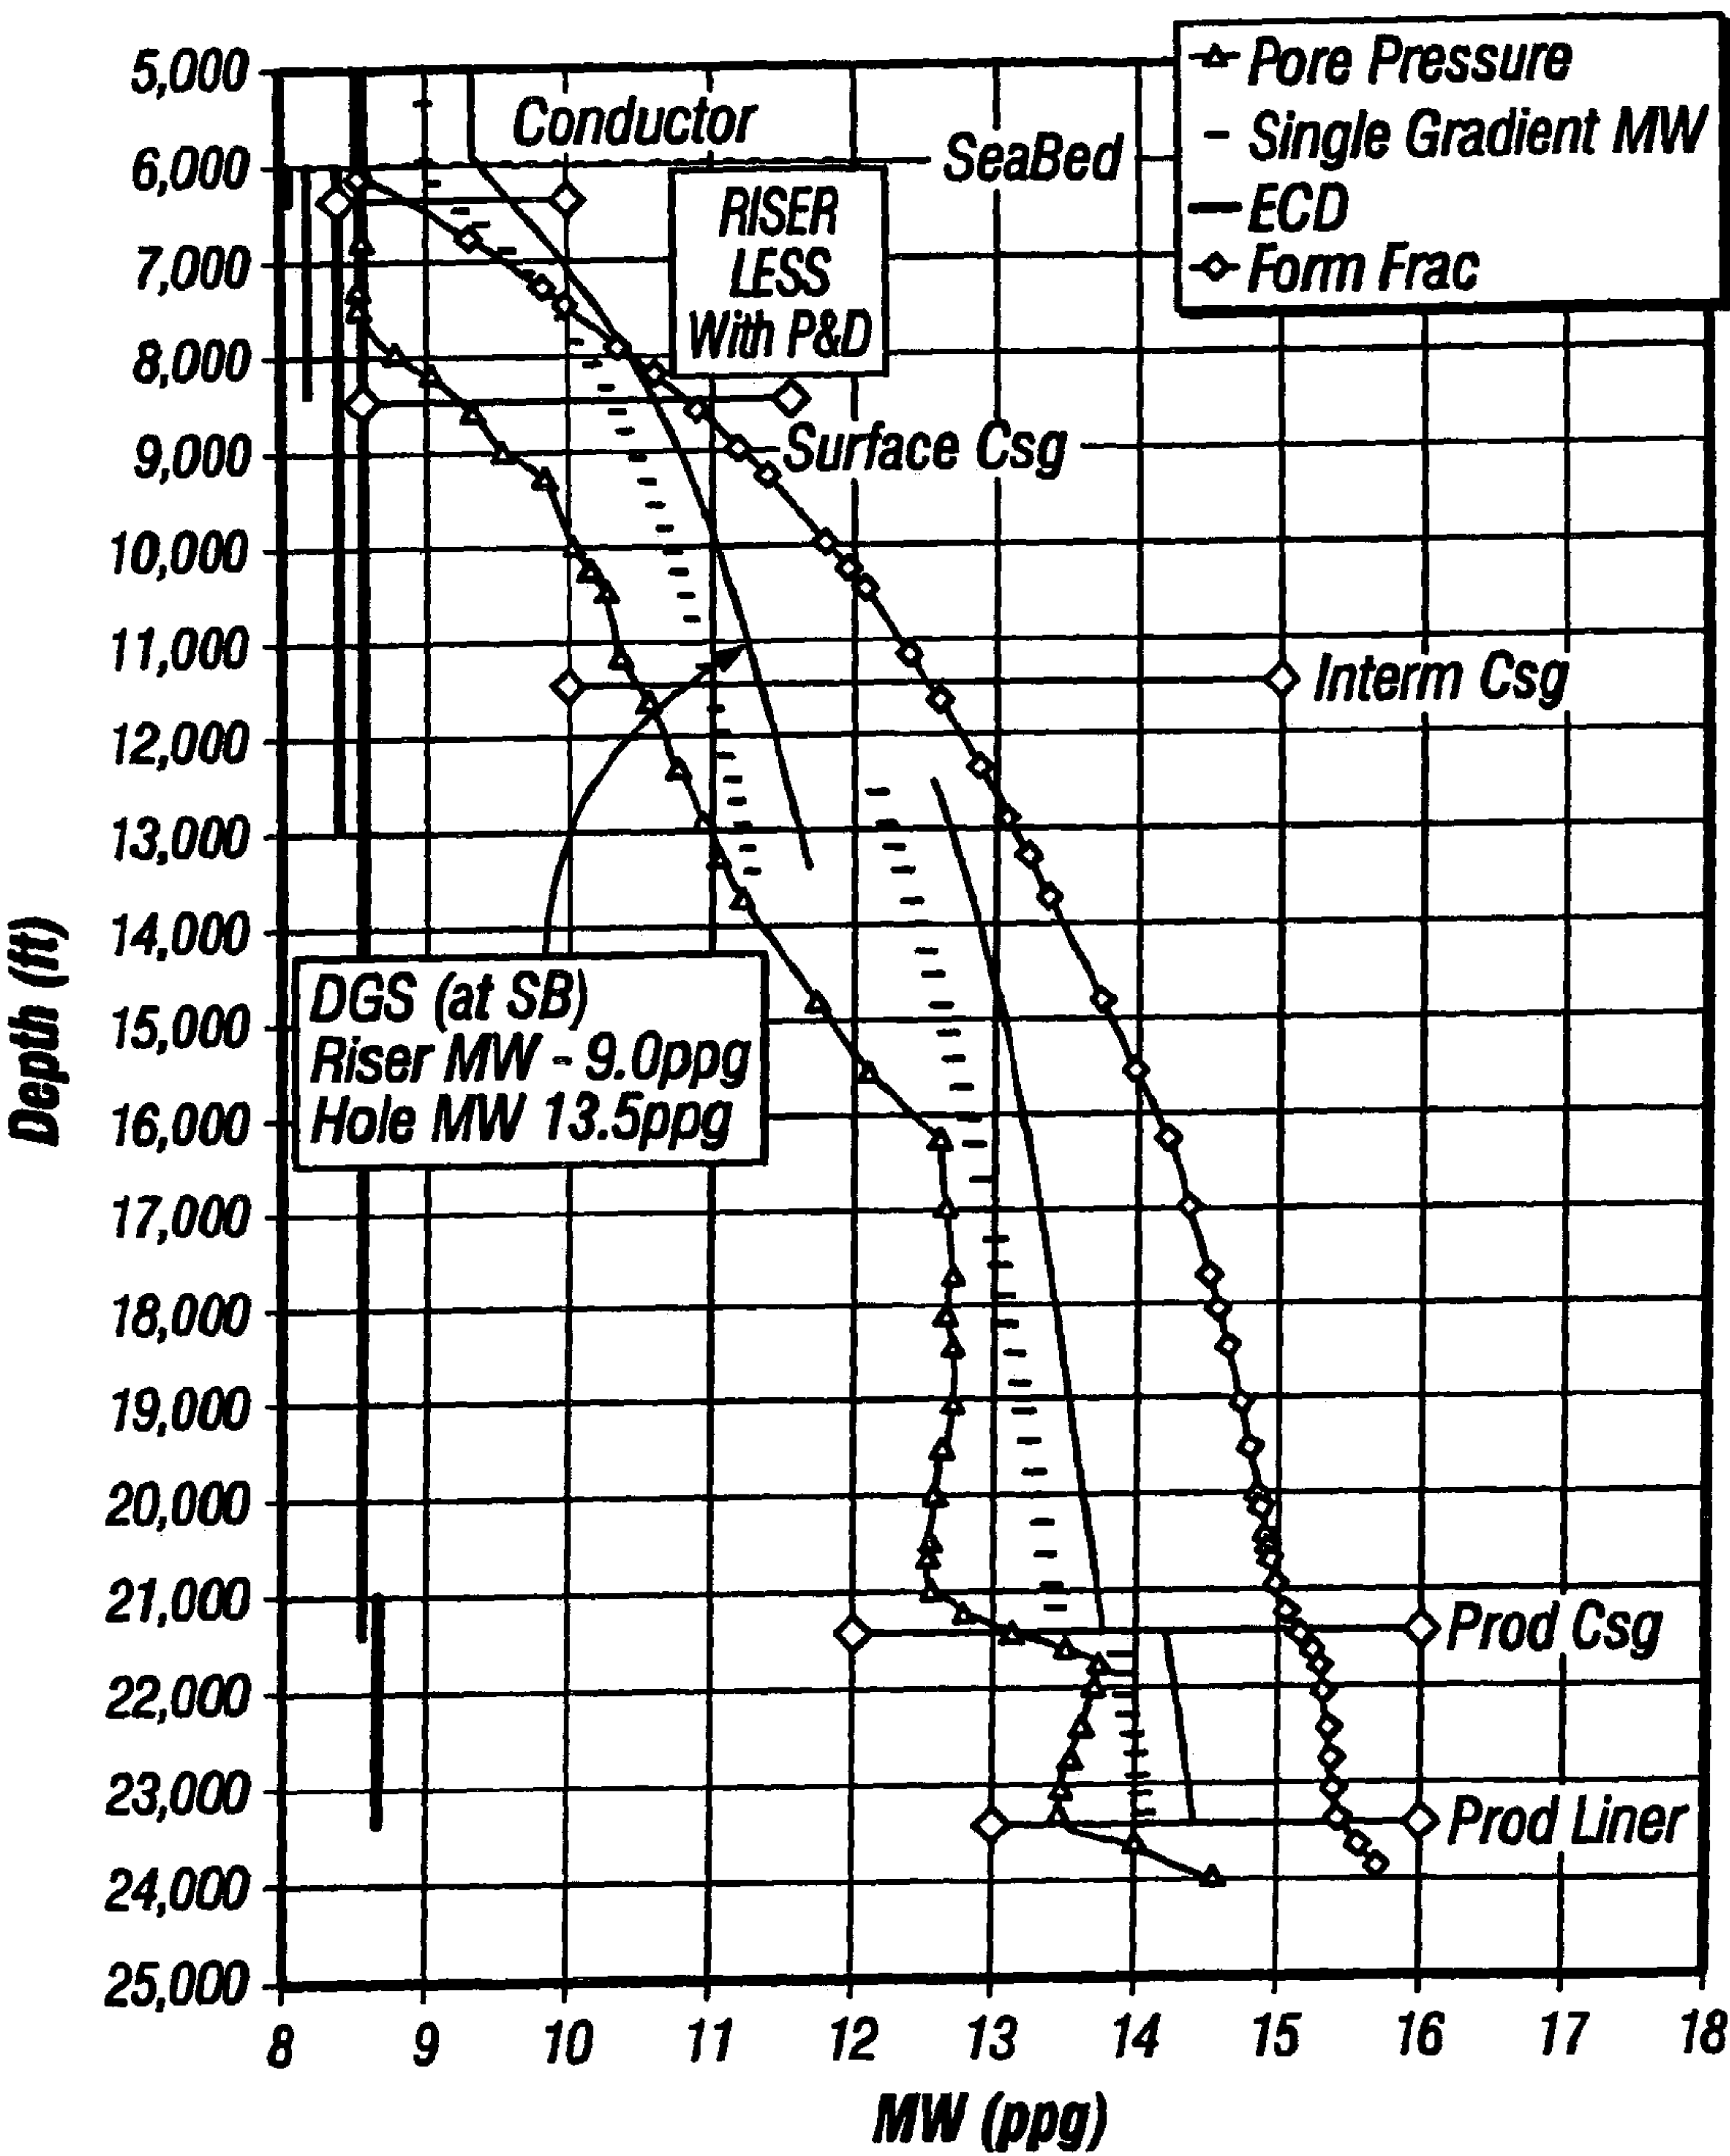 Pore Pressure
Single Gradient MW
ECD
Form Frac
5,000
6,000
7,000
8,000
9,000
10,000
11,000
12,000
13,000
14,000
15,000
16,000
17,000
18,000
19,000
20,000
21,000
22,000
23,000
24,000
25,000
Depth (ft)
Conductor
SeaBed
RISER
LESS
With P&D
Surface Csg
Interm Csg
DGS (at SB)
Riser MW - 9.0ppg
Hole MW 13.5ppg
Prod Csg
Prod Liner
8 9 10 11 12 13 14 15 16 17 18
MW (ppg)